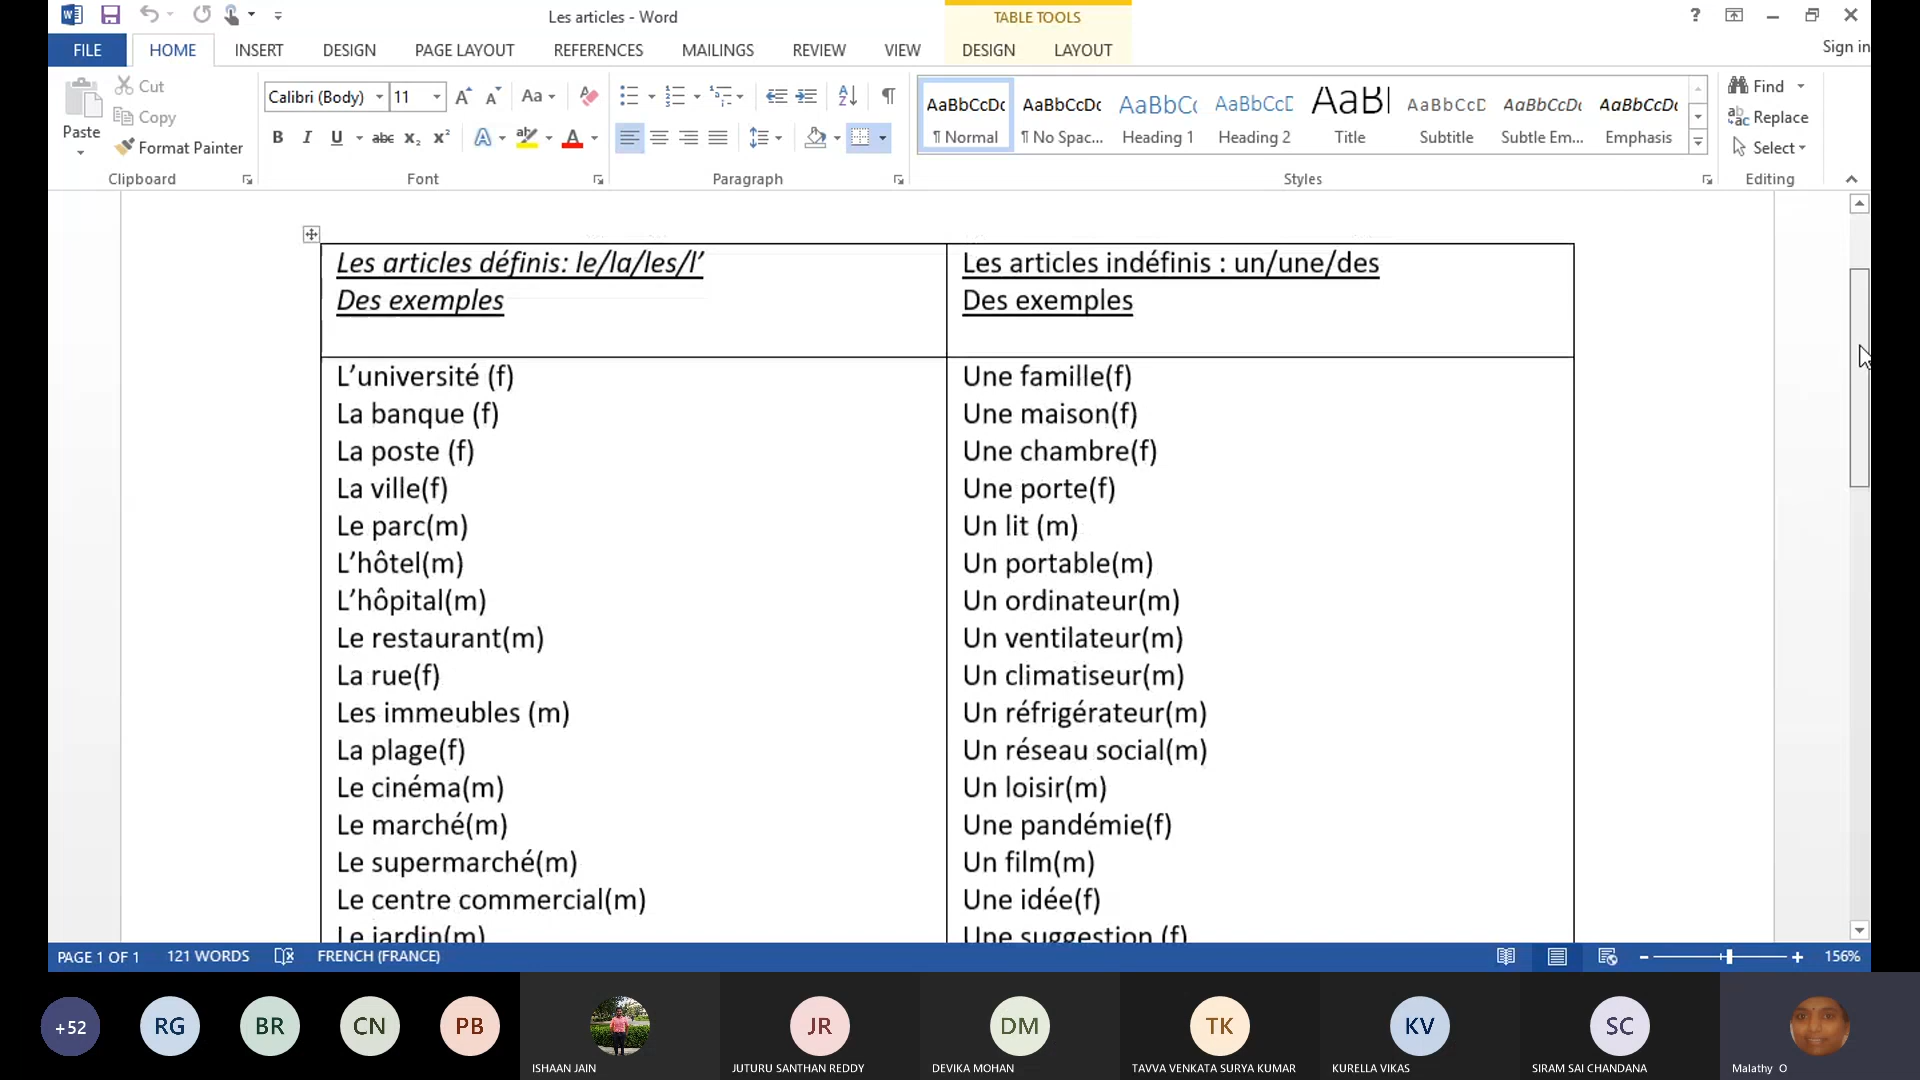 Les articles - Word
TABLE TOOLS
?
Sign in
FILE HOME INSERT DESIGN PAGE LAYOUT REFERENCES MAILINGS REVIEW VIEW DESIGN LAYOUT
Paste
Cut
Copy
Format Painter
Clipboard
Calibri (Body) 11
Font
Paragraph
AaBbCcDc AaBbCcDc AaBbCc AaBbCcD AaBl AaBbCcD AaBbCcDc AaBbCcDc
¶ Normal ¶ No Spac... Heading 1 Heading 2 Title Subtitle Subtle Em... Emphasis
Styles
Find
Replace
Select
Editing
Les articles définis: le/la/les/l’
Des exemples
Les articles indéfinis : un/une/des
Des exemples
L’université (f)
La banque (f)
La poste (f)
La ville(f)
Le parc(m)
L’hôtel(m)
L’hôpital(m)
Le restaurant(m)
La rue(f)
Les immeubles (m)
La plage(f)
Le cinéma(m)
Le marché(m)
Le supermarché(m)
Le centre commercial(m)
Le jardin(m)
Une famille(f)
Une maison(f)
Une chambre(f)
Une porte(f)
Un lit (m)
Un portable(m)
Un ordinateur(m)
Un ventilateur(m)
Un climatiseur(m)
Un réfrigérateur(m)
Un réseau social(m)
Un loisir(m)
Une pandémie(f)
Un film(m)
Une idée(f)
Une suggestion (f)
PAGE 1 OF 1 121 WORDS FRENCH (FRANCE) 156%
+52 RG BR CN PB JR DM TK KV SC
ISHAAN JAIN JUTURU SANTHAN REDDY DEVIKA MOHAN TAVVA VENKATA SURYA KUMAR KURELLA VIKAS SIRAM SAI CHANDANA Malathy O